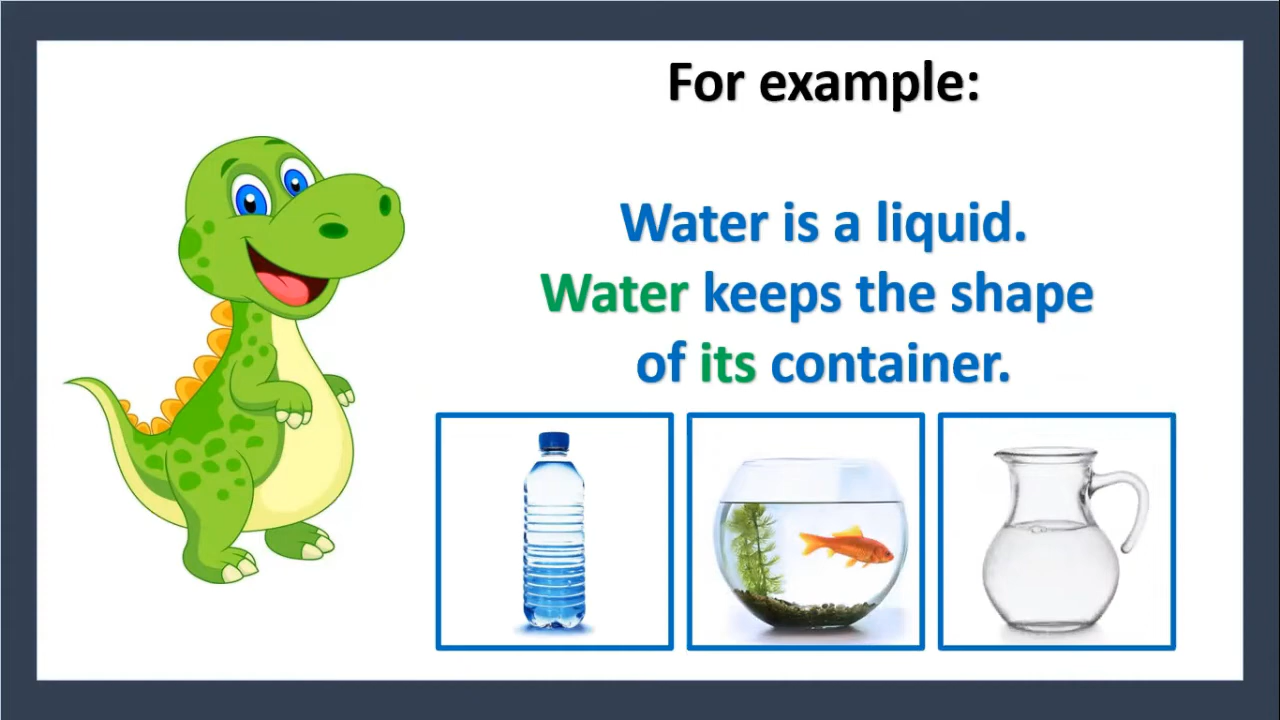 For example:
Water is a liquid.
Water keeps the shape
of its container.